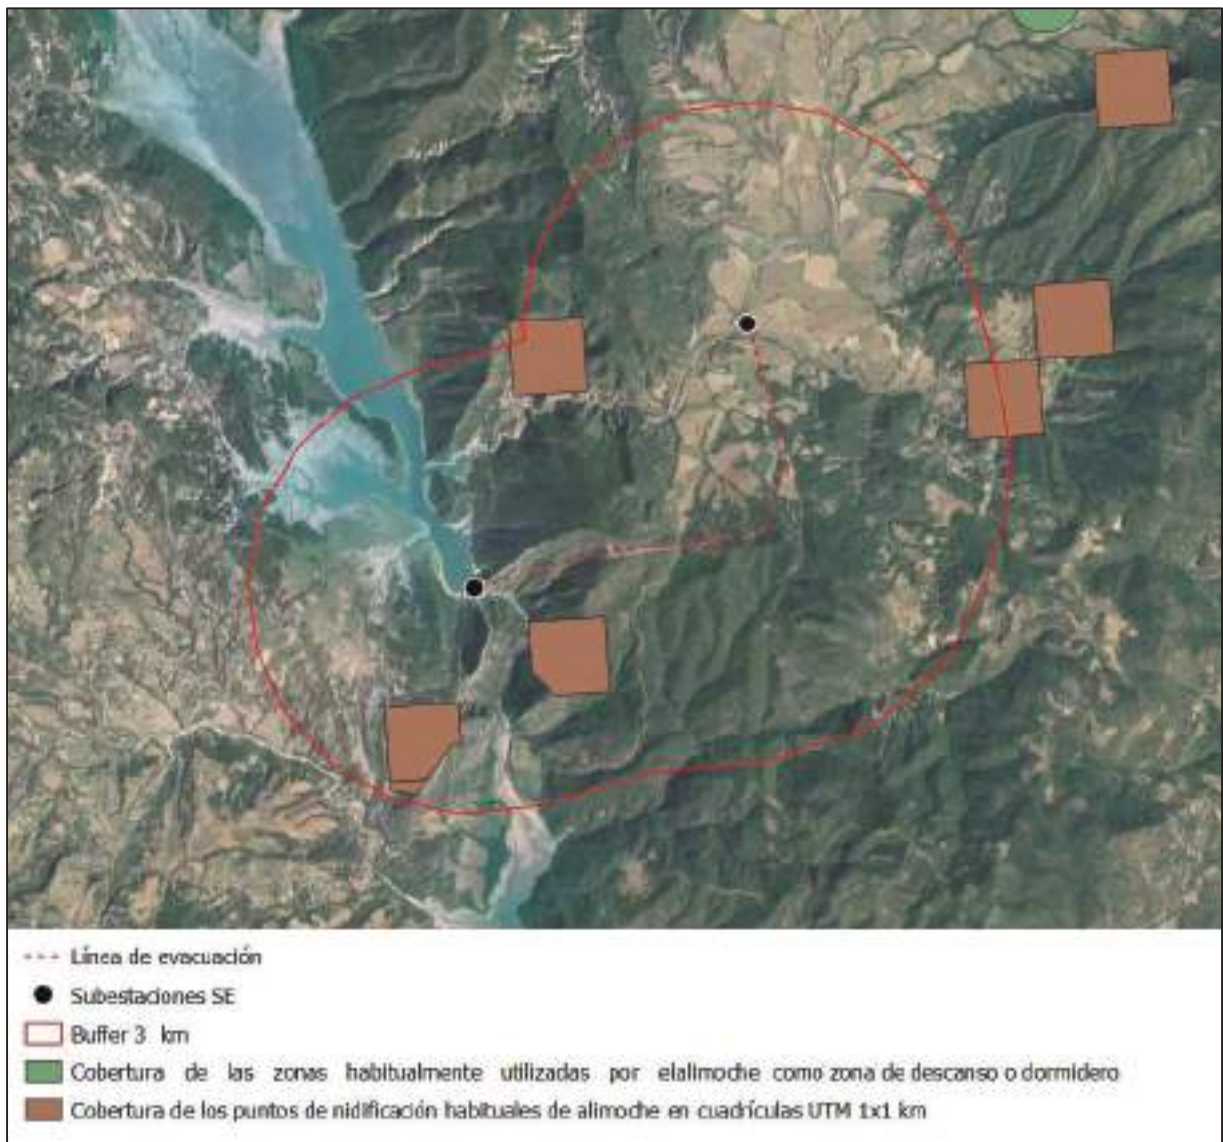 Línea de evacuación
Subestaciones SE
Buffer 3 km
Cobertura de las zonas habitualmente utilizadas por elalimoche como zona de descanso o dormidero
Cobertura de los puntos de nidificación habituales de alimoche en cuadrículas UTM 1x1 km